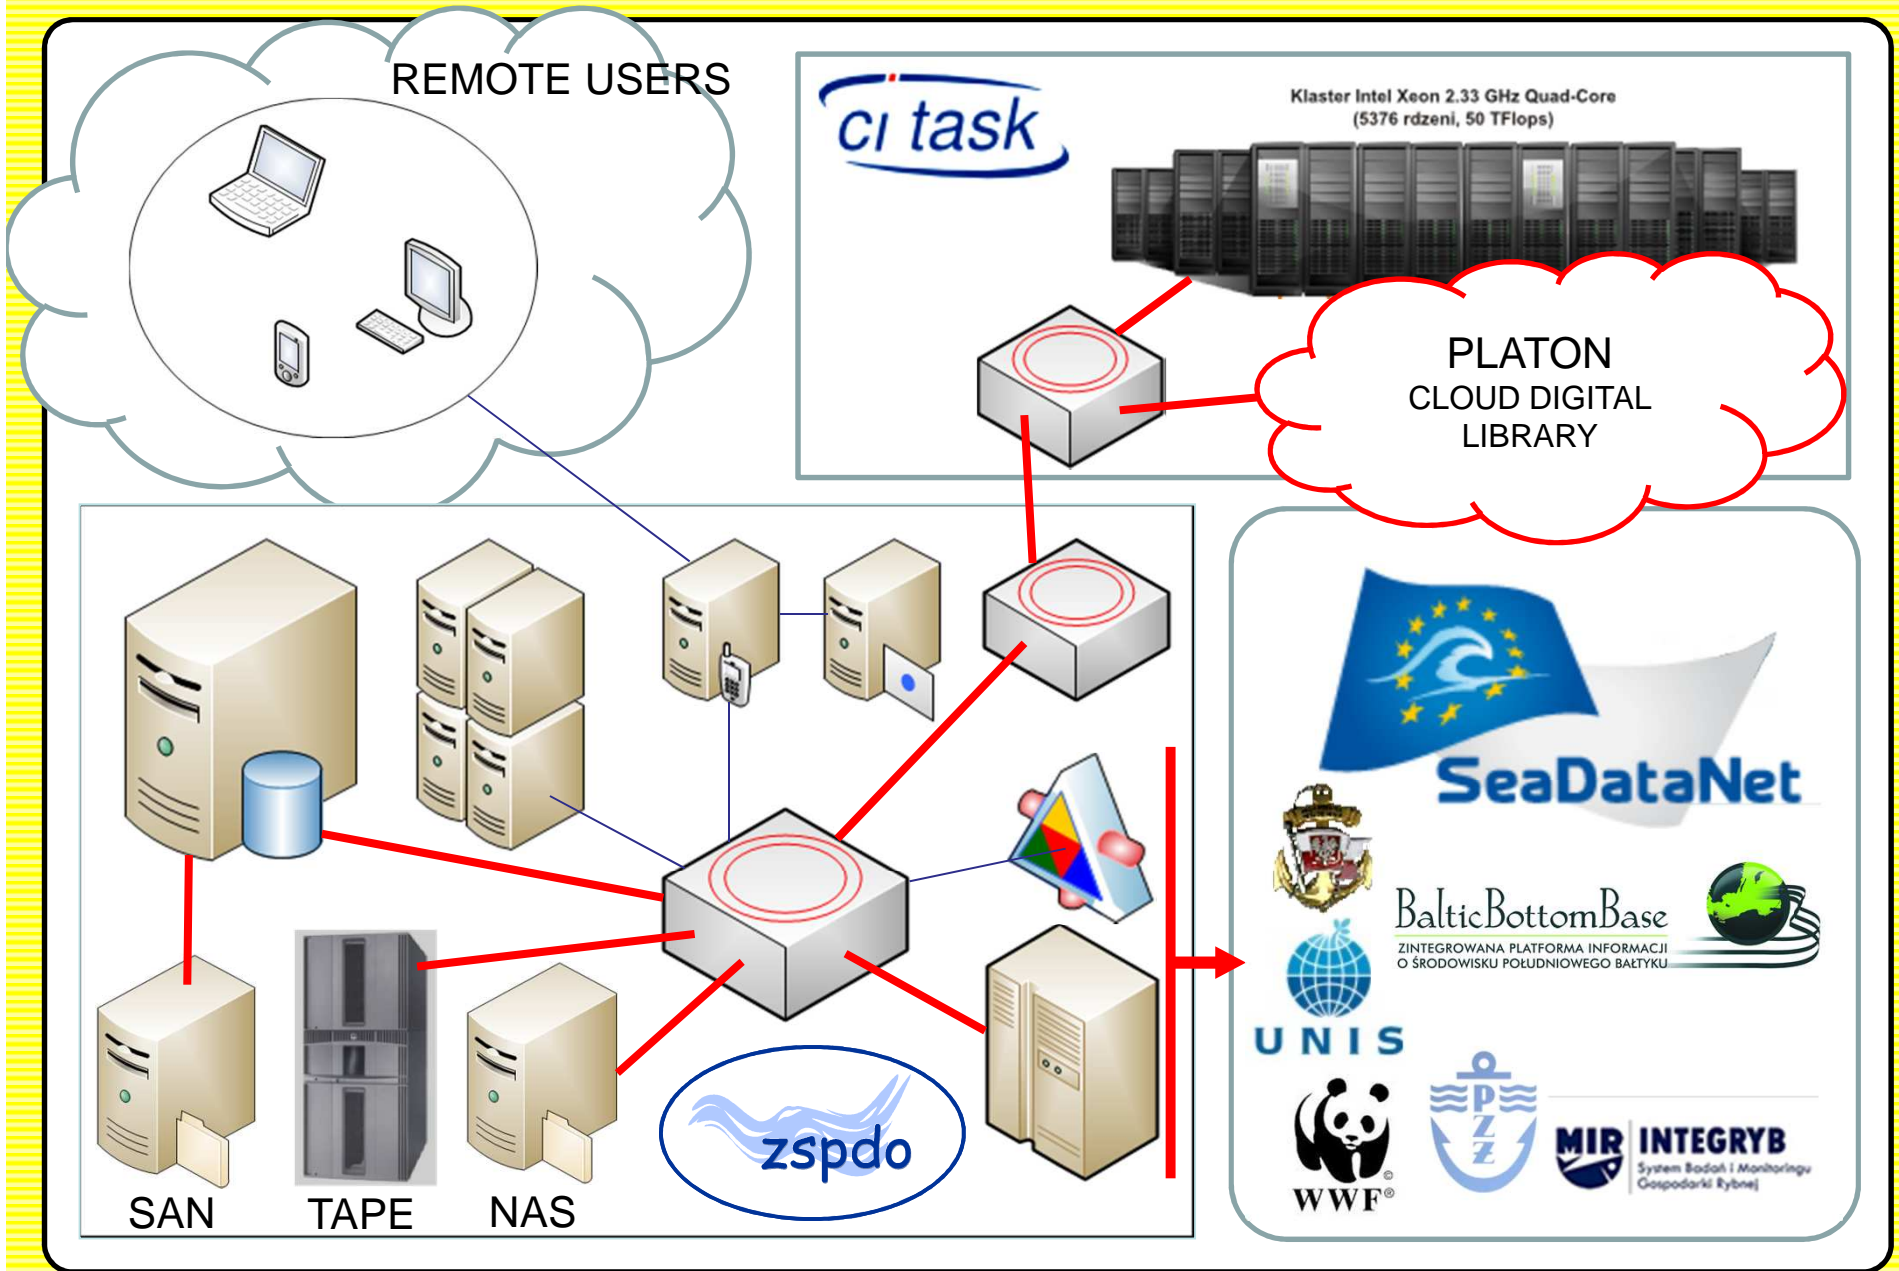 REMOTE USERS
ci task
Klaster Intel Xeon 2.33 GHz Quad-Core
(5376 rdzeni, 50 TFlops)
PLATON
CLOUD DIGITAL
LIBRARY
SeaDataNet
BalticBottomBase
ZINTEGROWANA PLATFORMA INFORMACJI
O ŚRODOWISKU POŁUDNIOWEGO BAŁTYKU
UNIS
WWF®
©
PŻŻ
MIR INTEGRYB
System Badań i Monitoringu
Gospodarki Rybnej
zspdo
SAN
TAPE
NAS